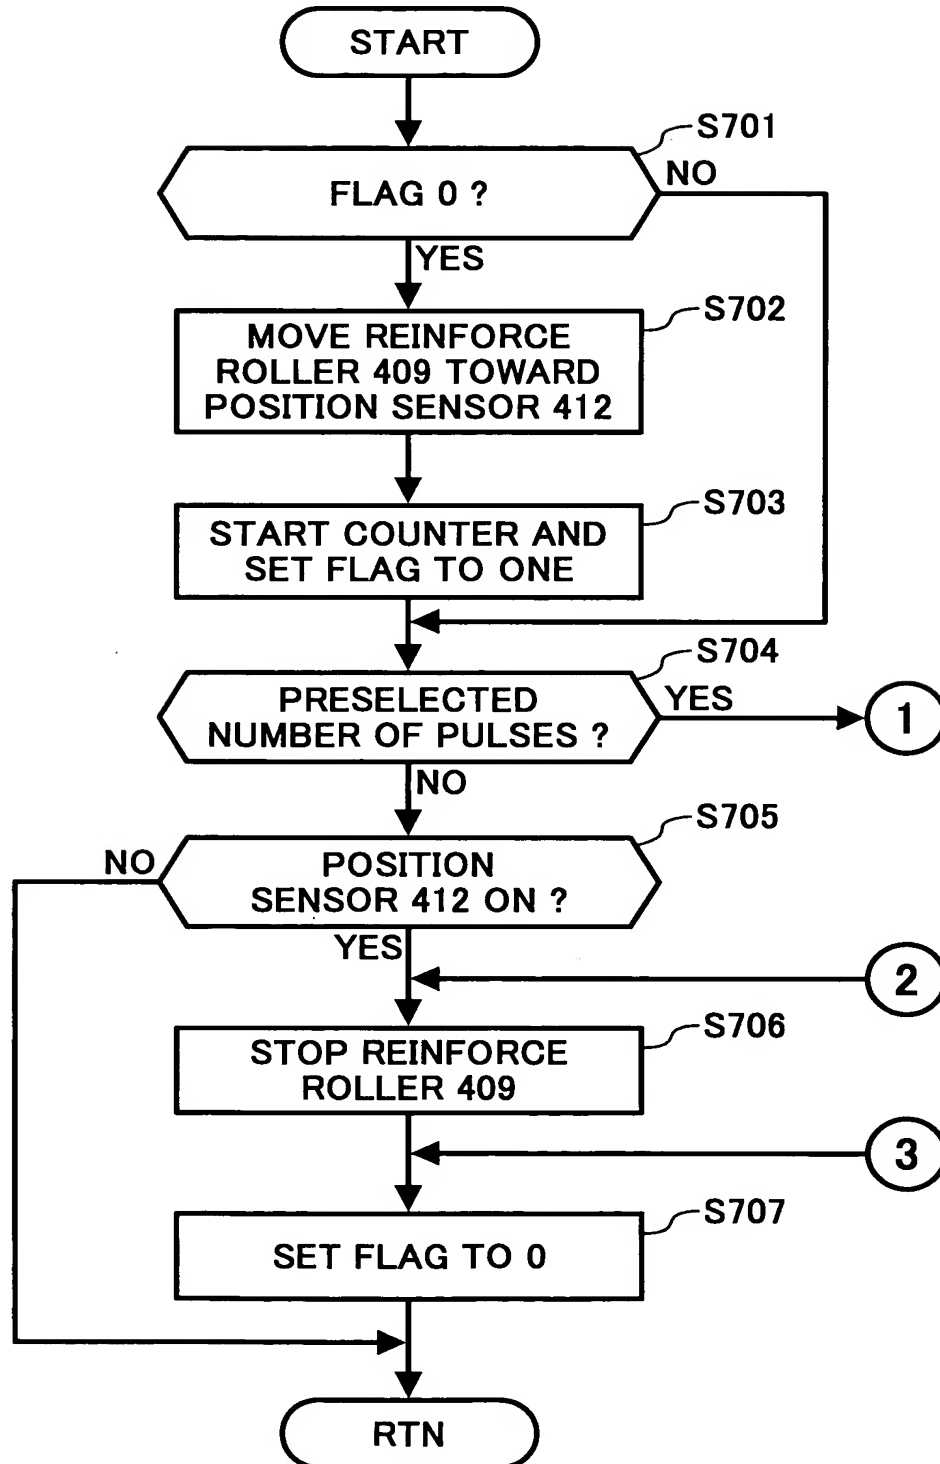 START
S701
FLAG 0 ?
NO
YES
S702
MOVE REINFORCE
ROLLER 409 TOWARD
POSITION SENSOR 412
S703
START COUNTER AND
SET FLAG TO ONE
S704
PRESELECTED
NUMBER OF PULSES ?
YES
1
NO
S705
NO
POSITION
SENSOR 412 ON ?
YES
2
S706
STOP REINFORCE
ROLLER 409
3
S707
SET FLAG TO 0
RTN